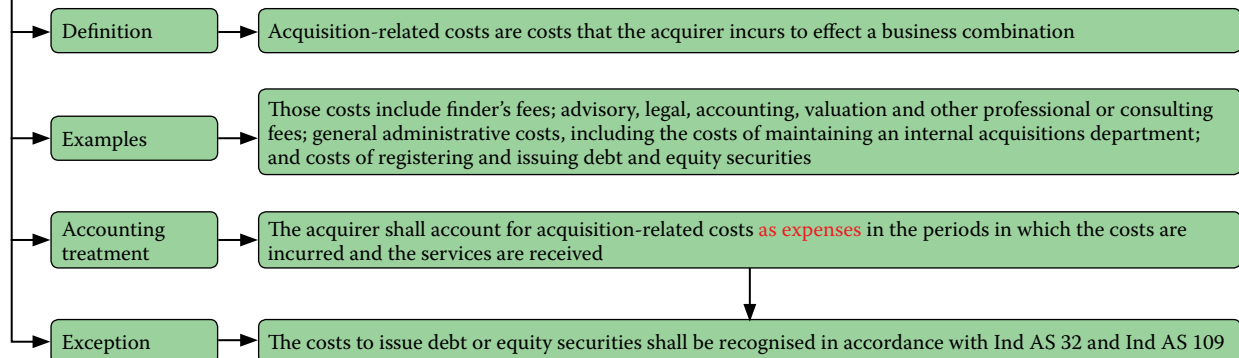 Definition
Acquisition-related costs are costs that the acquirer incurs to effect a business combination
Examples
Those costs include finder’s fees; advisory, legal, accounting, valuation and other professional or consulting
fees; general administrative costs, including the costs of maintaining an internal acquisitions department;
and costs of registering and issuing debt and equity securities
Accounting
treatment
The acquirer shall account for acquisition-related costs as expenses in the periods in which the costs are
incurred and the services are received
Exception
The costs to issue debt or equity securities shall be recognised in accordance with Ind AS 32 and Ind AS 109